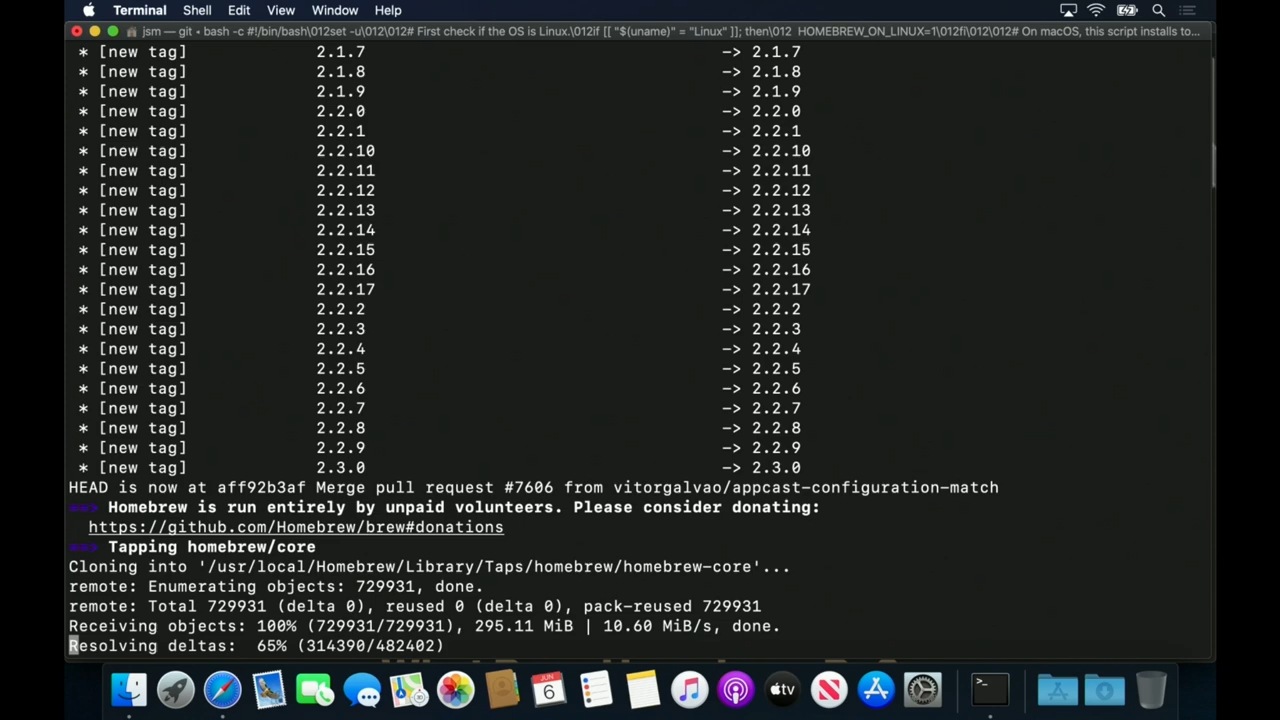 Terminal Shell Edit View Window Help
jsm — git • bash -c #!/bin/bash\012set -u\012\012# First check if the OS is Linux.\012if [[ "$(uname)" = "Linux" ]]; then\012  HOMEBREW_ON_LINUX=1\012fi\012\012# On macOS, this script installs to...
* [new tag] 2.1.7 -> 2.1.7
* [new tag] 2.1.8 -> 2.1.8
* [new tag] 2.1.9 -> 2.1.9
* [new tag] 2.2.0 -> 2.2.0
* [new tag] 2.2.1 -> 2.2.1
* [new tag] 2.2.10 -> 2.2.10
* [new tag] 2.2.11 -> 2.2.11
* [new tag] 2.2.12 -> 2.2.12
* [new tag] 2.2.13 -> 2.2.13
* [new tag] 2.2.14 -> 2.2.14
* [new tag] 2.2.15 -> 2.2.15
* [new tag] 2.2.16 -> 2.2.16
* [new tag] 2.2.17 -> 2.2.17
* [new tag] 2.2.2 -> 2.2.2
* [new tag] 2.2.3 -> 2.2.3
* [new tag] 2.2.4 -> 2.2.4
* [new tag] 2.2.5 -> 2.2.5
* [new tag] 2.2.6 -> 2.2.6
* [new tag] 2.2.7 -> 2.2.7
* [new tag] 2.2.8 -> 2.2.8
* [new tag] 2.2.9 -> 2.2.9
* [new tag] 2.3.0 -> 2.3.0
HEAD is now at aff92b3af Merge pull request #7606 from vitorgalvao/appcast-configuration-match
==> Homebrew is run entirely by unpaid volunteers. Please consider donating:
https://github.com/Homebrew/brew#donations
==> Tapping homebrew/core
Cloning into '/usr/local/Homebrew/Library/Taps/homebrew/homebrew-core'...
remote: Enumerating objects: 729931, done.
remote: Total 729931 (delta 0), reused 0 (delta 0), pack-reused 729931
Receiving objects: 100% (729931/729931), 295.11 MiB | 10.60 MiB/s, done.
Resolving deltas:  65% (314390/482402)
JUN
6
tv
>_